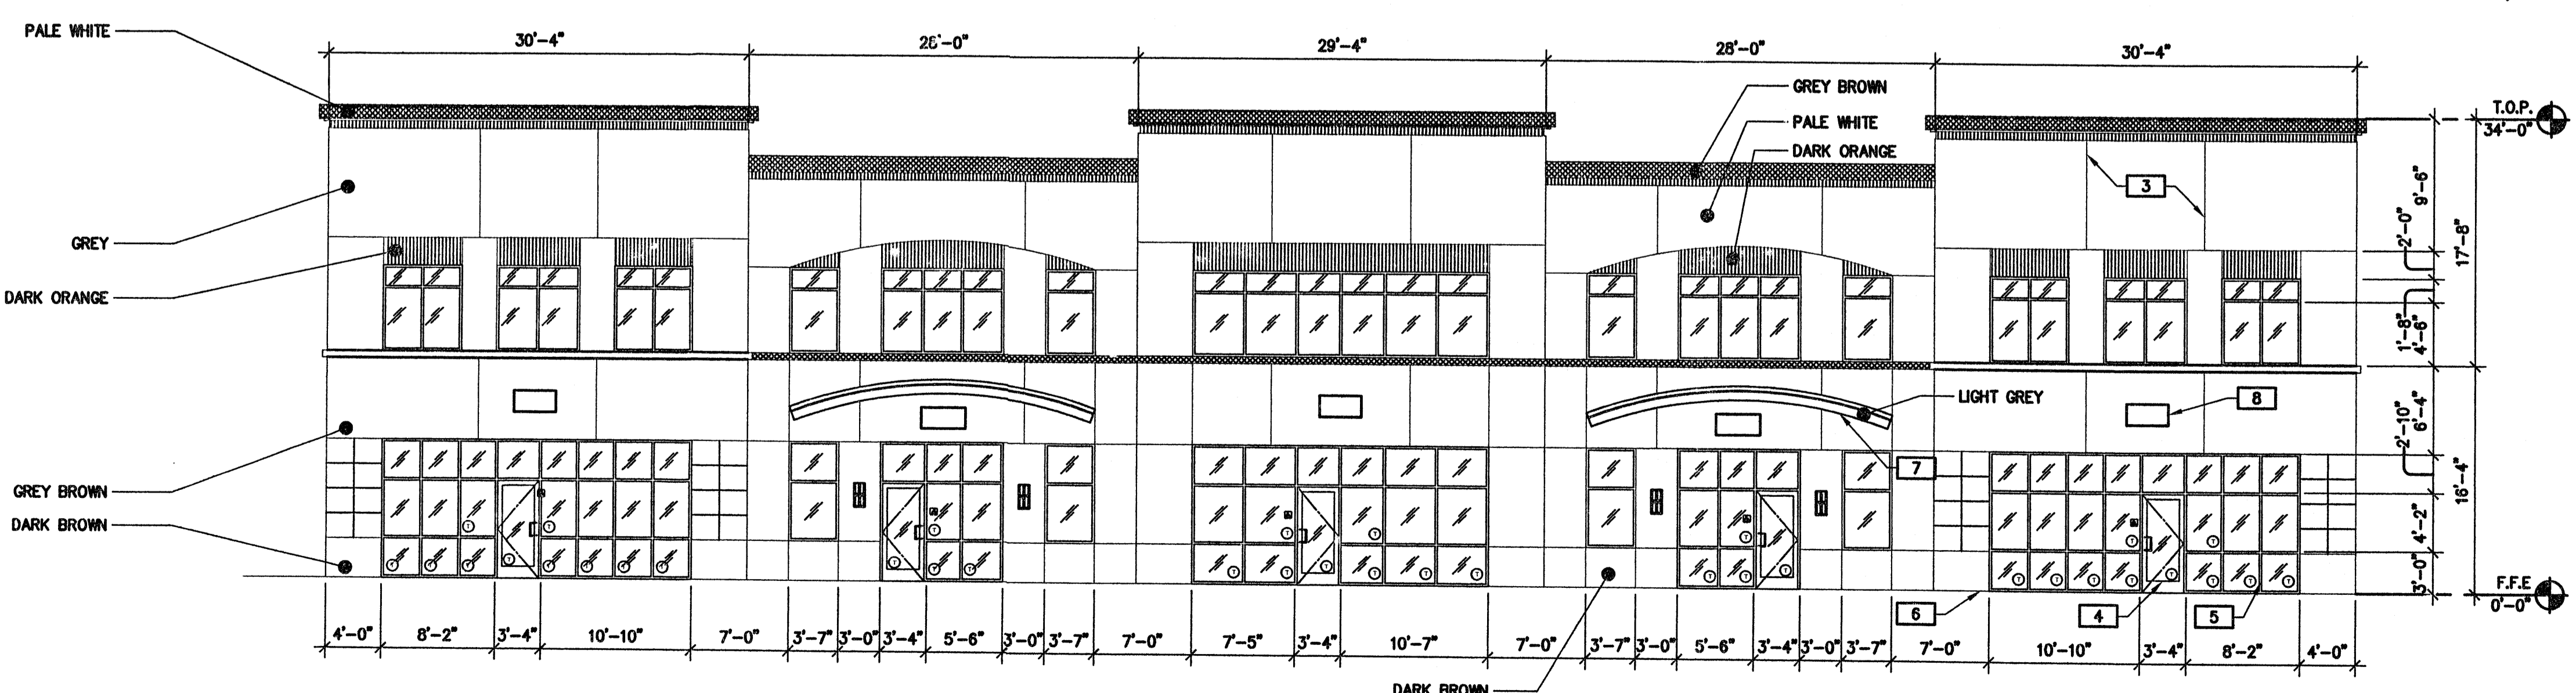 PALE WHITE
30'-4"
28'-0"
29'-4"
28'-0"
30'-4"
GREY BROWN
PALE WHITE
DARK ORANGE
T.O.P.
34'-0"
3
GREY
DARK ORANGE
9'-6"
2'-0"
17'-8"
1'-8"
4'-6"
LIGHT GREY
8
7
6'-4"
2'-10"
16'-4"
4'-2"
3'-0"
GREY BROWN
DARK BROWN
T T T T T T T T T T T T T T T T T T T T T T T T T T T T T T T T T
F.F.E
0'-0"
6
4
5
4'-0" 8'-2" 3'-4" 10'-10" 7'-0" 3'-7" 3'-0" 3'-4" 5'-6" 3'-0" 3'-7" 7'-0" 7'-5" 3'-4" 10'-7" 7'-0" 3'-7" 3'-0" 5'-6" 3'-4" 3'-0" 3'-7" 7'-0" 10'-10" 3'-4" 8'-2" 4'-0"
DARK BROWN